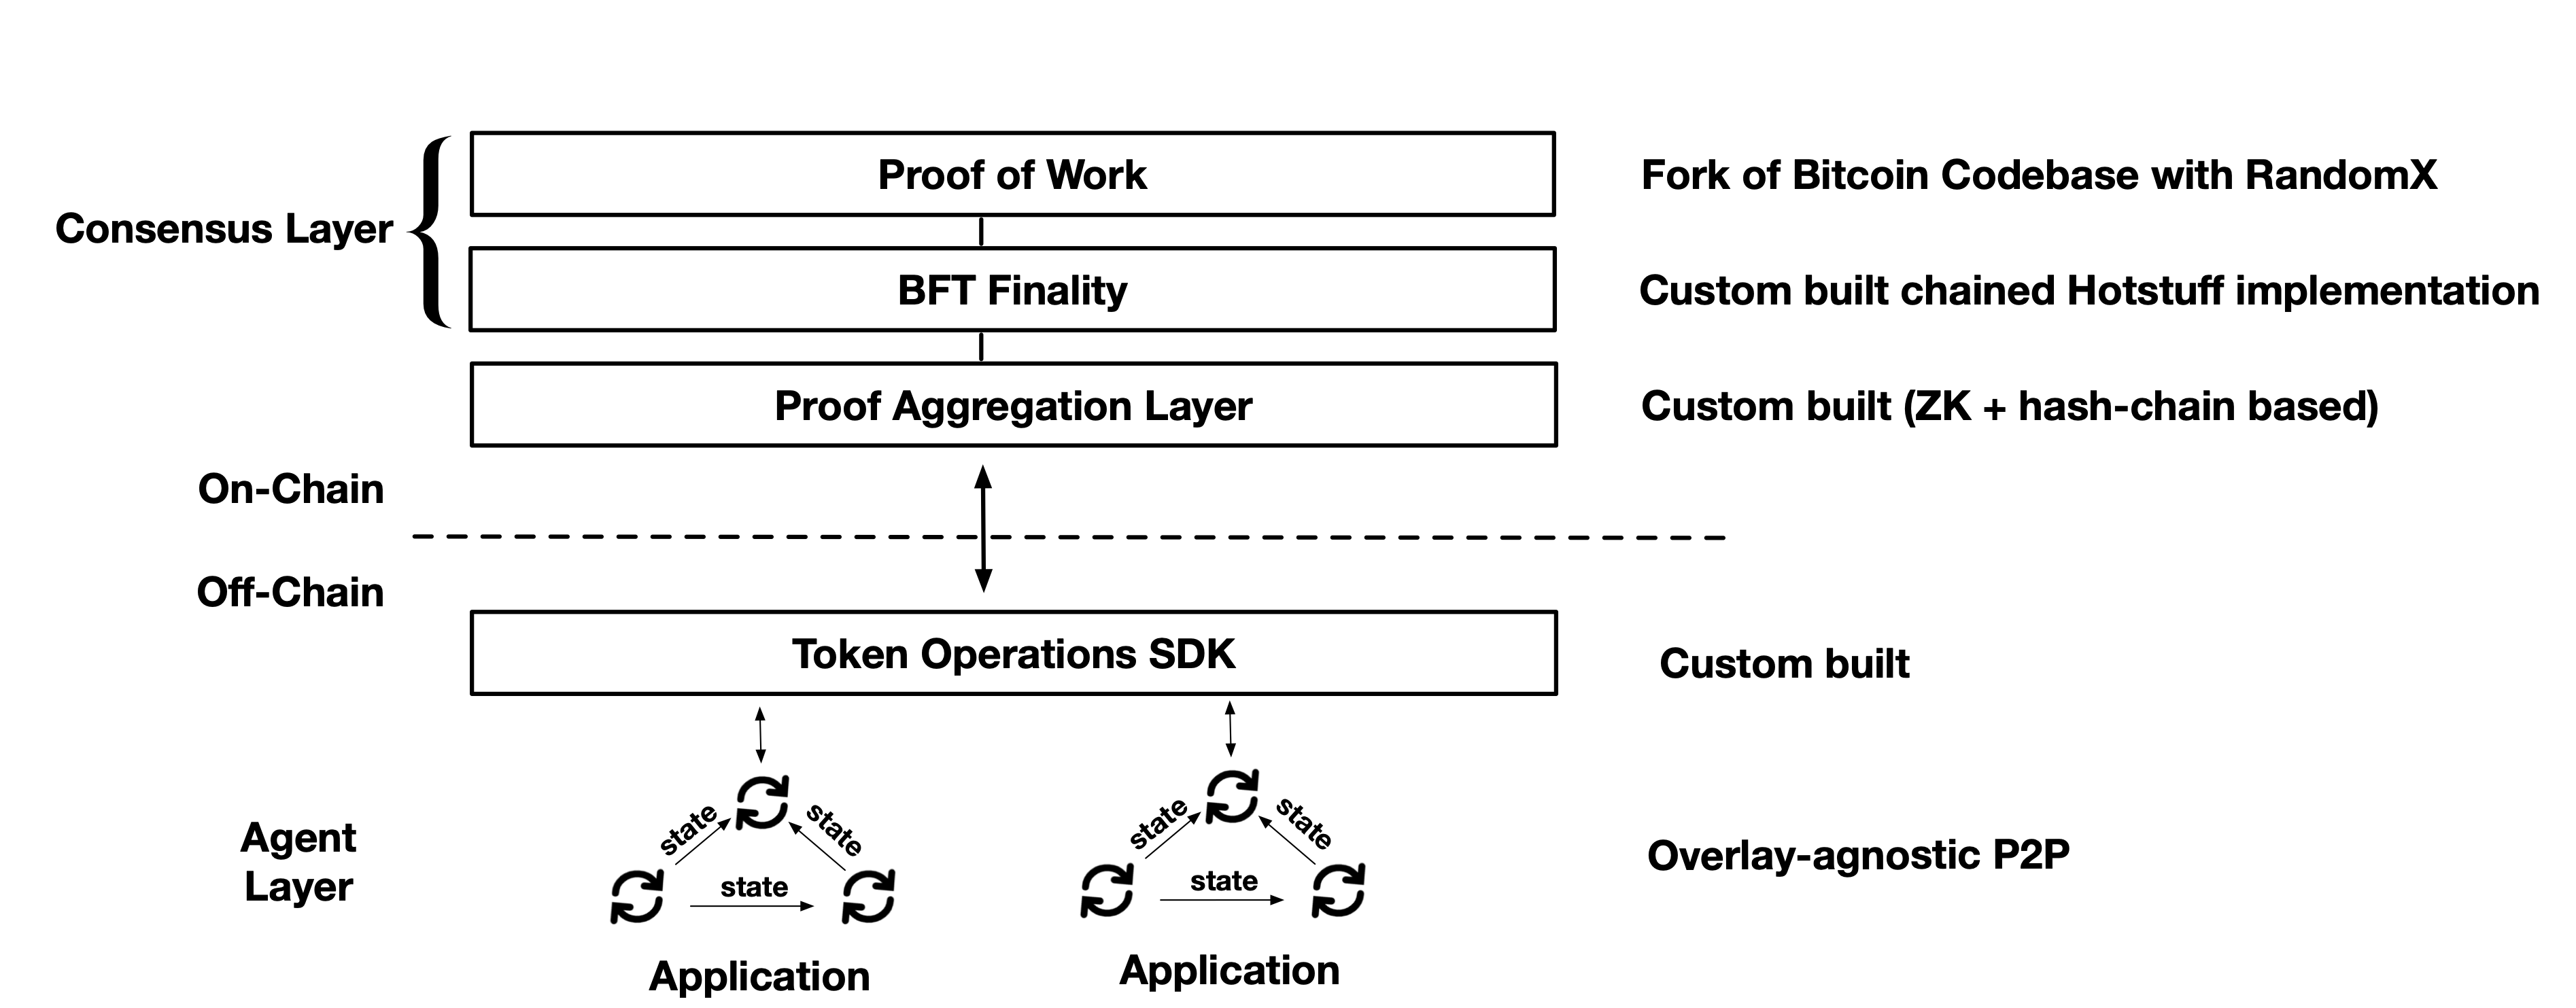 Proof of Work
Fork of Bitcoin Codebase with RandomX
Consensus Layer
BFT Finality
Custom built chained Hotstuff implementation
Proof Aggregation Layer
Custom built (ZK + hash-chain based)
On-Chain
Off-Chain
Token Operations SDK
Custom built
state
state
state
state
Agent
Layer
Overlay-agnostic P2P
state
state
Application
Application